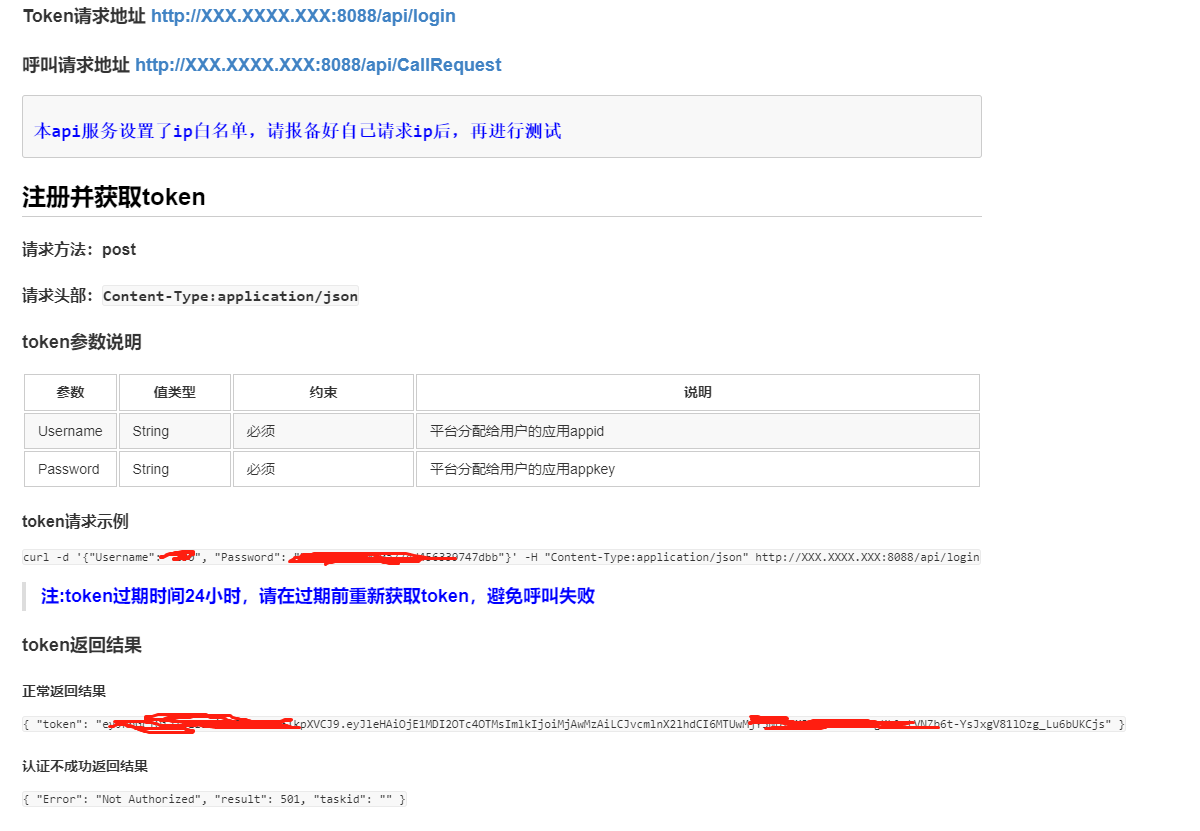 Token请求地址 http://XXX.XXXX.XXX:8088/api/login
呼叫请求地址 http://XXX.XXXX.XXX:8088/api/CallRequest
本api服务设置了ip白名单，请报备好自己请求ip后，再进行测试
注册并获取token
请求方法：post
请求头部：Content-Type:application/json
token参数说明
参数 值类型 约束 说明
Username String 必须 平台分配给用户的应用appid
Password String 必须 平台分配给用户的应用appkey
token请求示例
curl -d '{"Username": ", "Password": 747dbb"}' -H "Content-Type:application/json" http://XXX.XXXX.XXX:8088/api/login
注:token过期时间24小时，请在过期前重新获取token，避免呼叫失败
token返回结果
正常返回结果
{ "token": " kpXVCJ9.eyJleHAiOjE1MDI2OTc4OTMsImlkIjoiMjAwMzAiLCJvcmlnX2lhdCI6MTUwM 6t-YsJxgV81lOzg_Lu6bUKCjs" }
认证不成功返回结果
{ "Error": "Not Authorized", "result": 501, "taskid": "" }